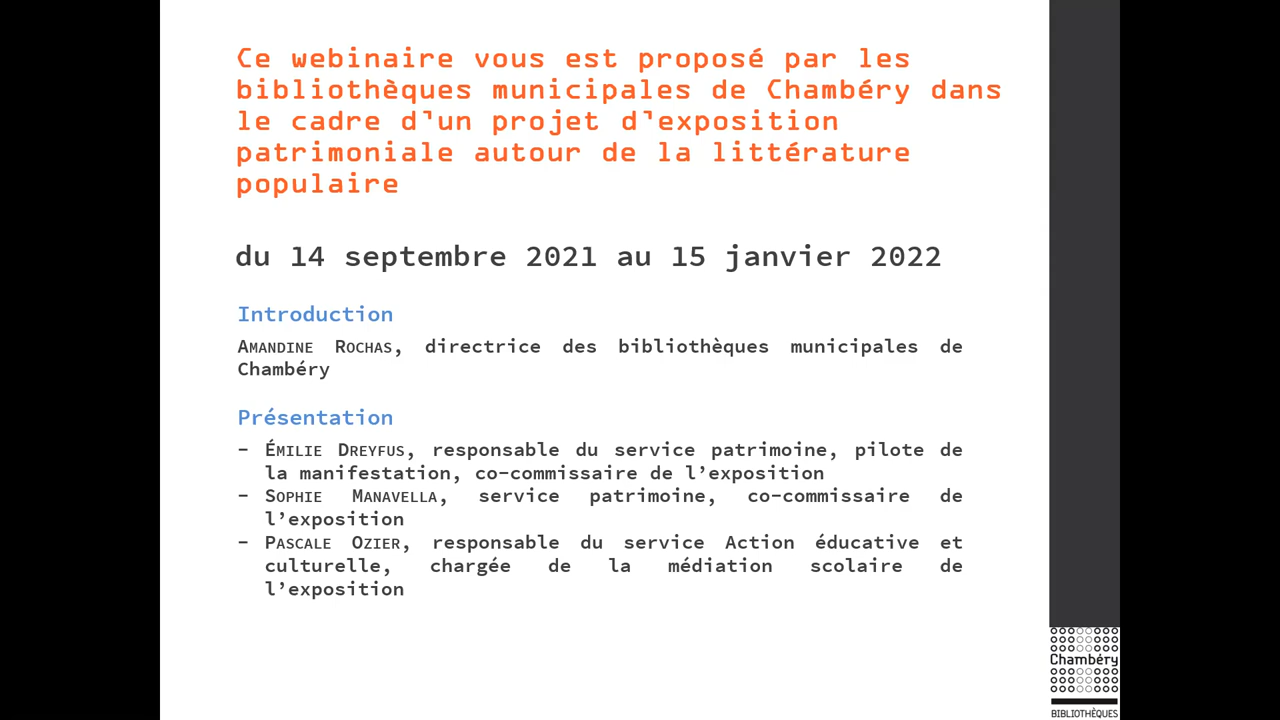 Ce webinaire vous est proposé par les
bibliothèques municipales de Chambéry dans
le cadre d'un projet d'exposition
patrimoniale autour de la littérature
populaire
du 14 septembre 2021 au 15 janvier 2022
Introduction
AMANDINE ROCHAS, directrice des bibliothèques municipales de
Chambéry
Présentation
- ÉMILIE DREYFUS, responsable du service patrimoine, pilote de
la manifestation, co-commissaire de l'exposition
- SOPHIE MANAVELLA, service patrimoine, co-commissaire de
l'exposition
- PASCALE OZIER, responsable du service Action éducative et
culturelle, chargée de la médiation scolaire de
l'exposition
Chambéry
BIBLIOTHÈQUES